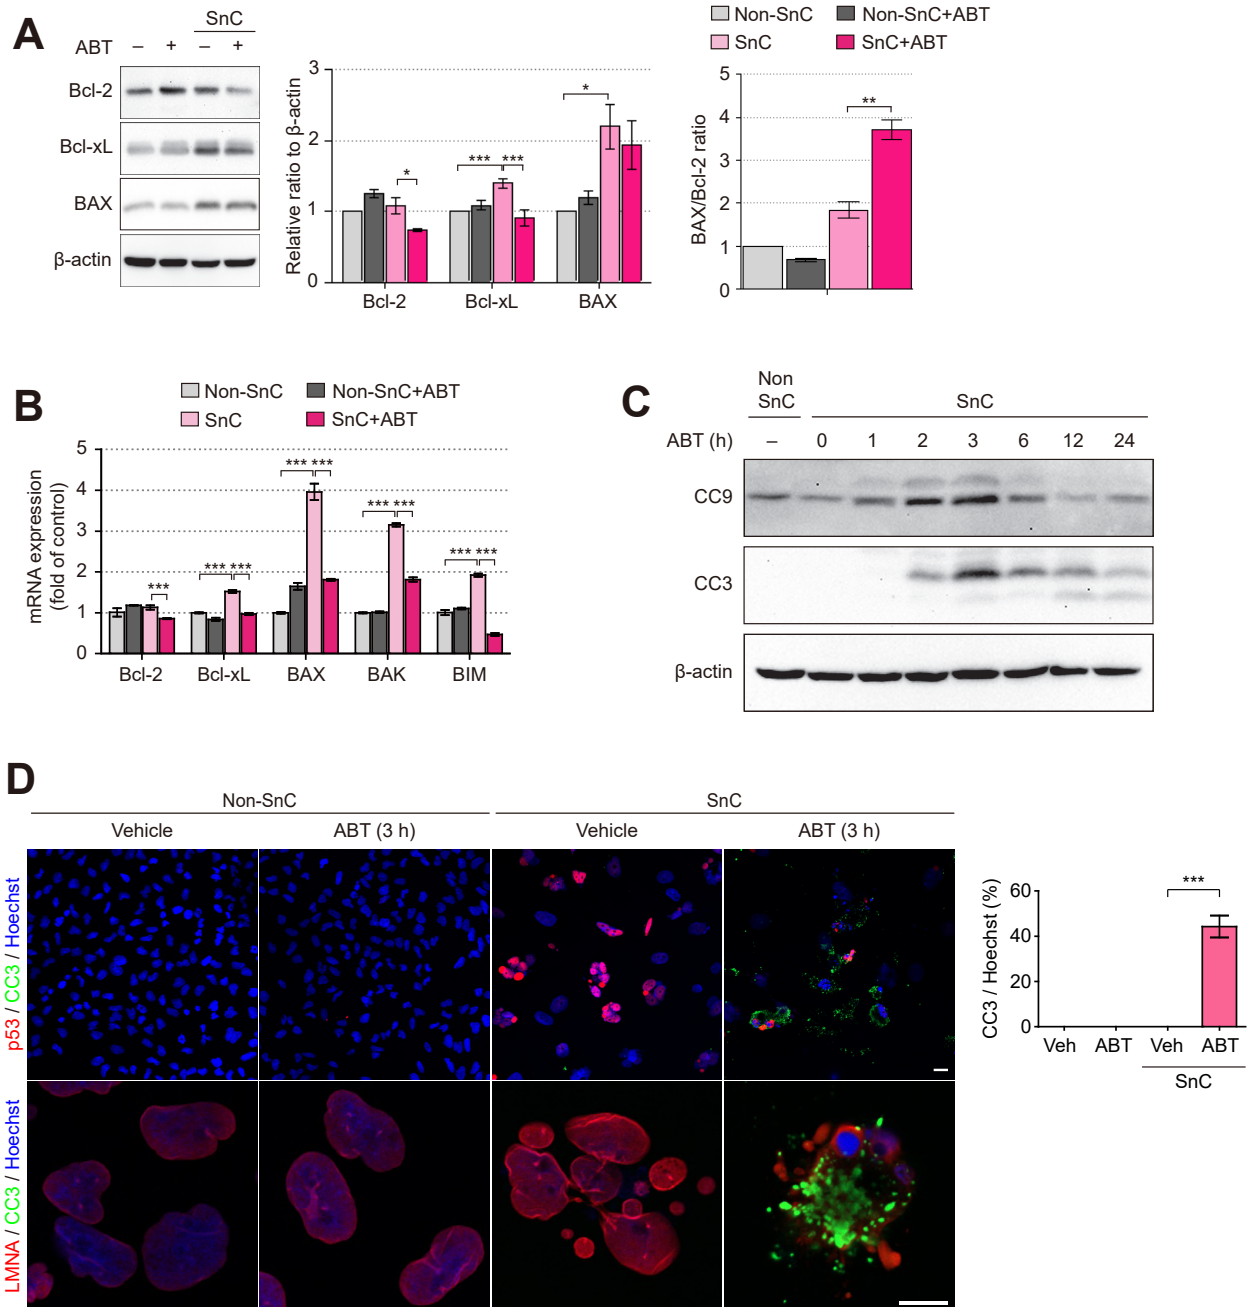 A
SnC
ABT – + – +
Bcl-2
Bcl-xL
BAX
β-actin
Relative ratio to β-actin
3
2
1
0
*
***
***
*
Bcl-2 Bcl-xL BAX
Non-SnC Non-SnC+ABT
SnC SnC+ABT
BAX/Bcl-2 ratio
5
4
3
2
1
0
**
B
Non-SnC Non-SnC+ABT
SnC SnC+ABT
mRNA expression
(fold of control)
5
4
3
2
1
0
***
*** ***
*** ***
*** ***
*** ***
Bcl-2 Bcl-xL BAX BAK BIM
C
Non
SnC SnC
ABT (h) – 0 1 2 3 6 12 24
CC9
CC3
β-actin
D
Non-SnC SnC
Vehicle ABT (3 h) Vehicle ABT (3 h)
p53 / CC3 / Hoechst
LMNA / CC3 / Hoechst
CC3 / Hoechst (%)
60
40
20
0
***
Veh ABT Veh ABT
SnC